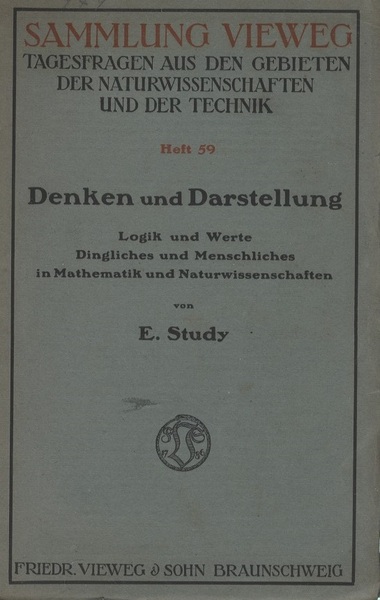 SAMMLUNG VIEWEG
TAGESFRAGEN AUS DEN GEBIETEN
DER NATURWISSENSCHAFTEN
UND DER TECHNIK
Heft 59
Denken und Darstellung
Logik und Werte
Dingliches und Menschliches
in Mathematik und Naturwissenschaften
von
E. Study
FRIEDR. VIEWEG & SOHN BRAUNSCHWEIG